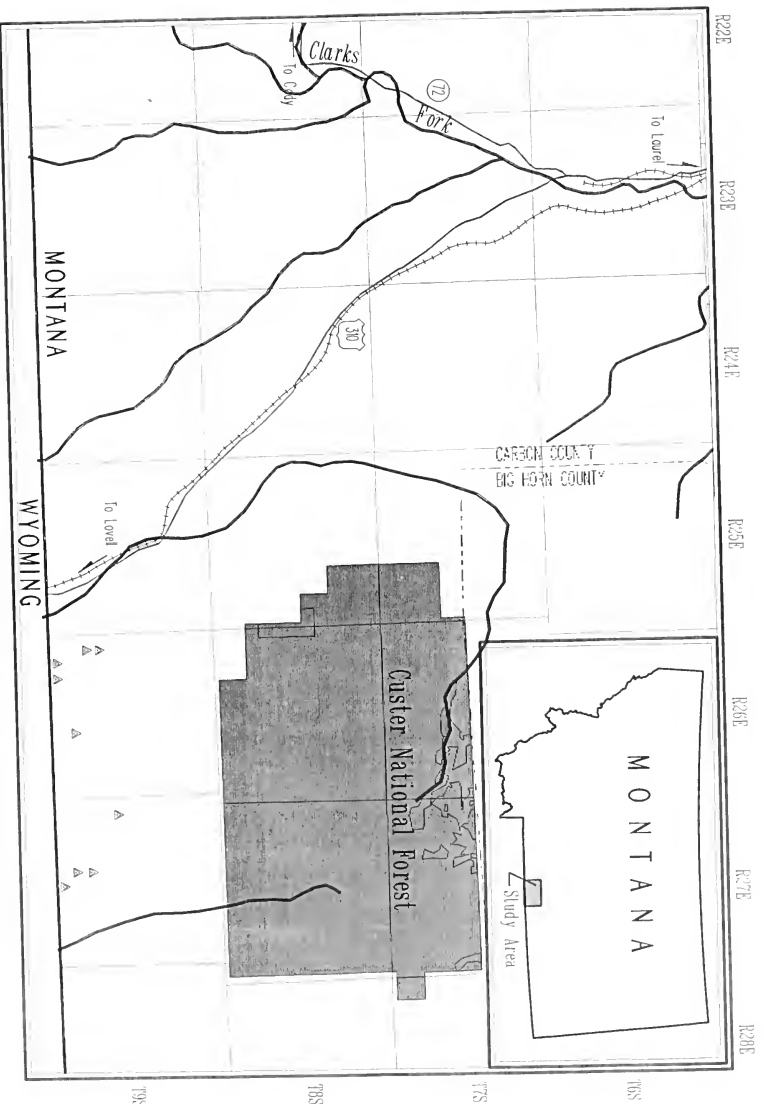 R22E
R23E
R24E
R25E
R26E
R27E
R28E
To Laurel
T6S
MONTANA
Study Area
72
Clarks
Fork
CARBON COUNTY
BIG HORN COUNTY
T7S
To Cody
310
Custer National Forest
T8S
To Lovell
T9S
MONTANA
WYOMING